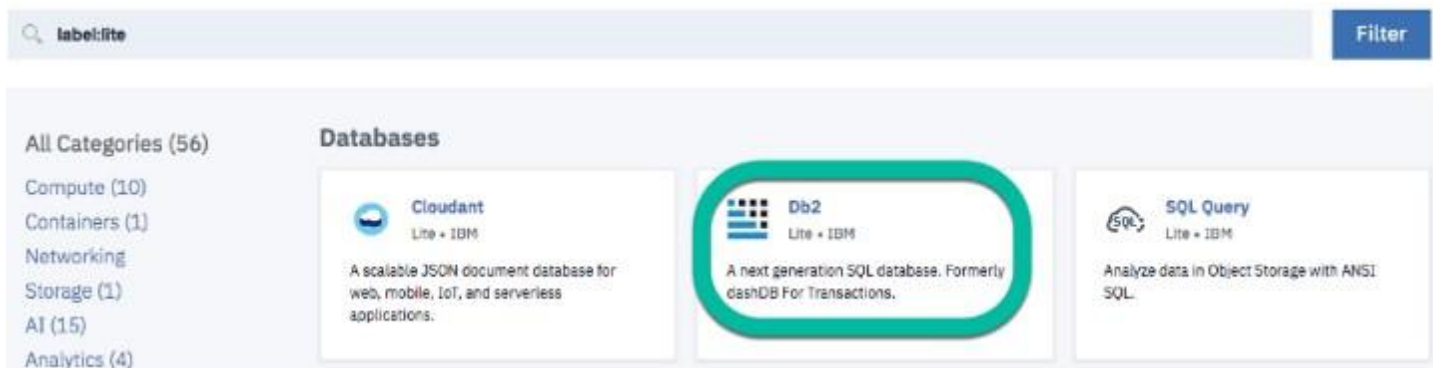 label:lite
Filter
All Categories (56)
Compute (10)
Containers (1)
Networking
Storage (1)
AI (15)
Analytics (4)
Databases
Cloudant
Lite • IBM
A scalable JSON document database for
web, mobile, IoT, and serverless
applications.
Db2
Lite • IBM
A next generation SQL database. Formerly
dashDB For Transactions.
SQL
SQL Query
Lite • IBM
Analyze data in Object Storage with ANSI
SQL.